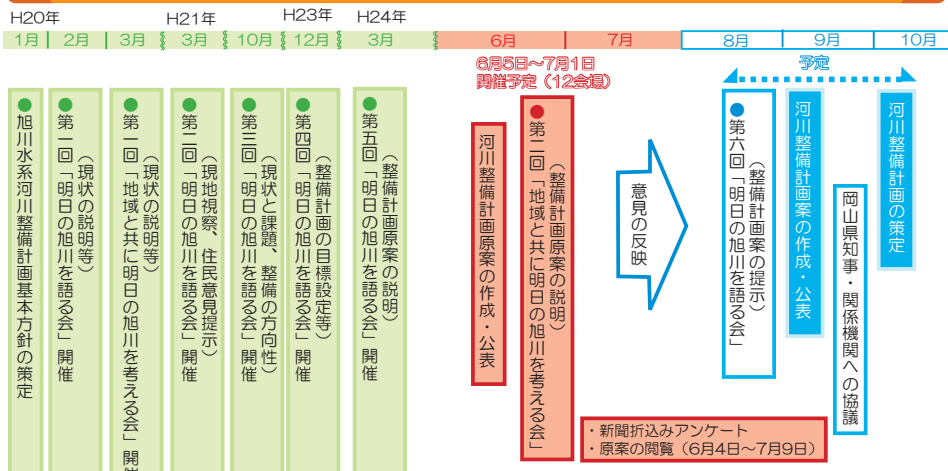 H20年
H21年
H23年
H24年
1月
2月
3月
3月
10月
12月
3月
6月
7月
8月
9月
10月
6月5日～7月1日
開催予定（12会場）
予定
●旭川水系河川整備計画基本方針の策定
●第一回「明日の旭川を語る会」開催
（現状の説明等）
●第一回「地域と共に明日の旭川を考える会」開催
（現状の説明等）
●第二回「明日の旭川を語る会」開催
（現地視察、住民意見提示）
●第三回「明日の旭川を語る会」開催
（現状と課題、整備の方向性）
●第四回「明日の旭川を語る会」開催
（整備計画の目標設定等）
●第五回「明日の旭川を語る会」開催
（整備計画原案の説明）
河川整備計画原案の作成・公表
●第二回「地域と共に明日の旭川を考える会」
（整備計画原案の説明）
・新聞折込みアンケート
・原案の閲覧（6月4日～7月9日）
意見の反映
●第六回「明日の旭川を語る会」
（整備計画案の提示）
河川整備計画案の作成・公表
岡山県知事・関係機関への協議
河川整備計画の策定